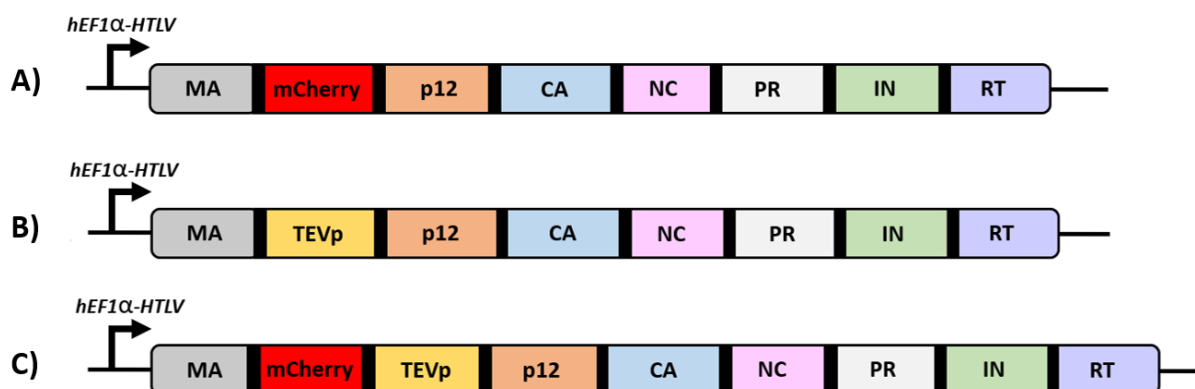 hEF1α-HTLV
A) MA mCherry p12 CA NC PR IN RT
hEF1α-HTLV
B) MA TEVp p12 CA NC PR IN RT
hEF1α-HTLV
C) MA mCherry TEVp p12 CA NC PR IN RT